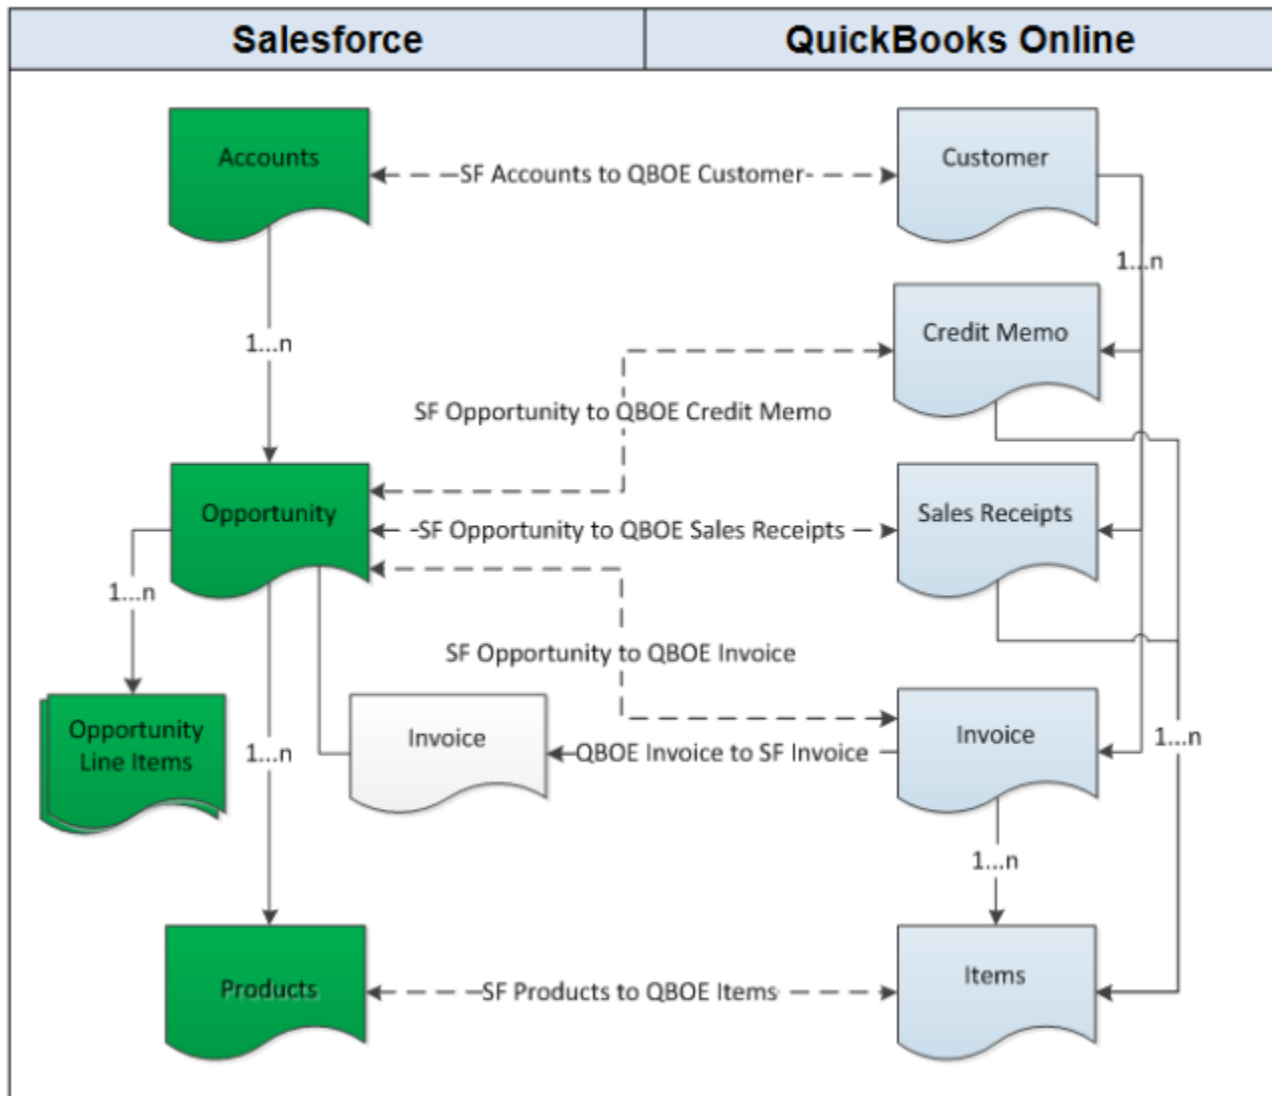 Salesforce
QuickBooks Online
Accounts
SF Accounts to QBOE Customer
Customer
1...n
1...n
Credit Memo
SF Opportunity to QBOE Credit Memo
Opportunity
SF Opportunity to QBOE Sales Receipts
Sales Receipts
1...n
SF Opportunity to QBOE Invoice
Opportunity
Line Items
1...n
Invoice
QBOE Invoice to SF Invoice
Invoice
1...n
1...n
Products
SF Products to QBOE Items
Items